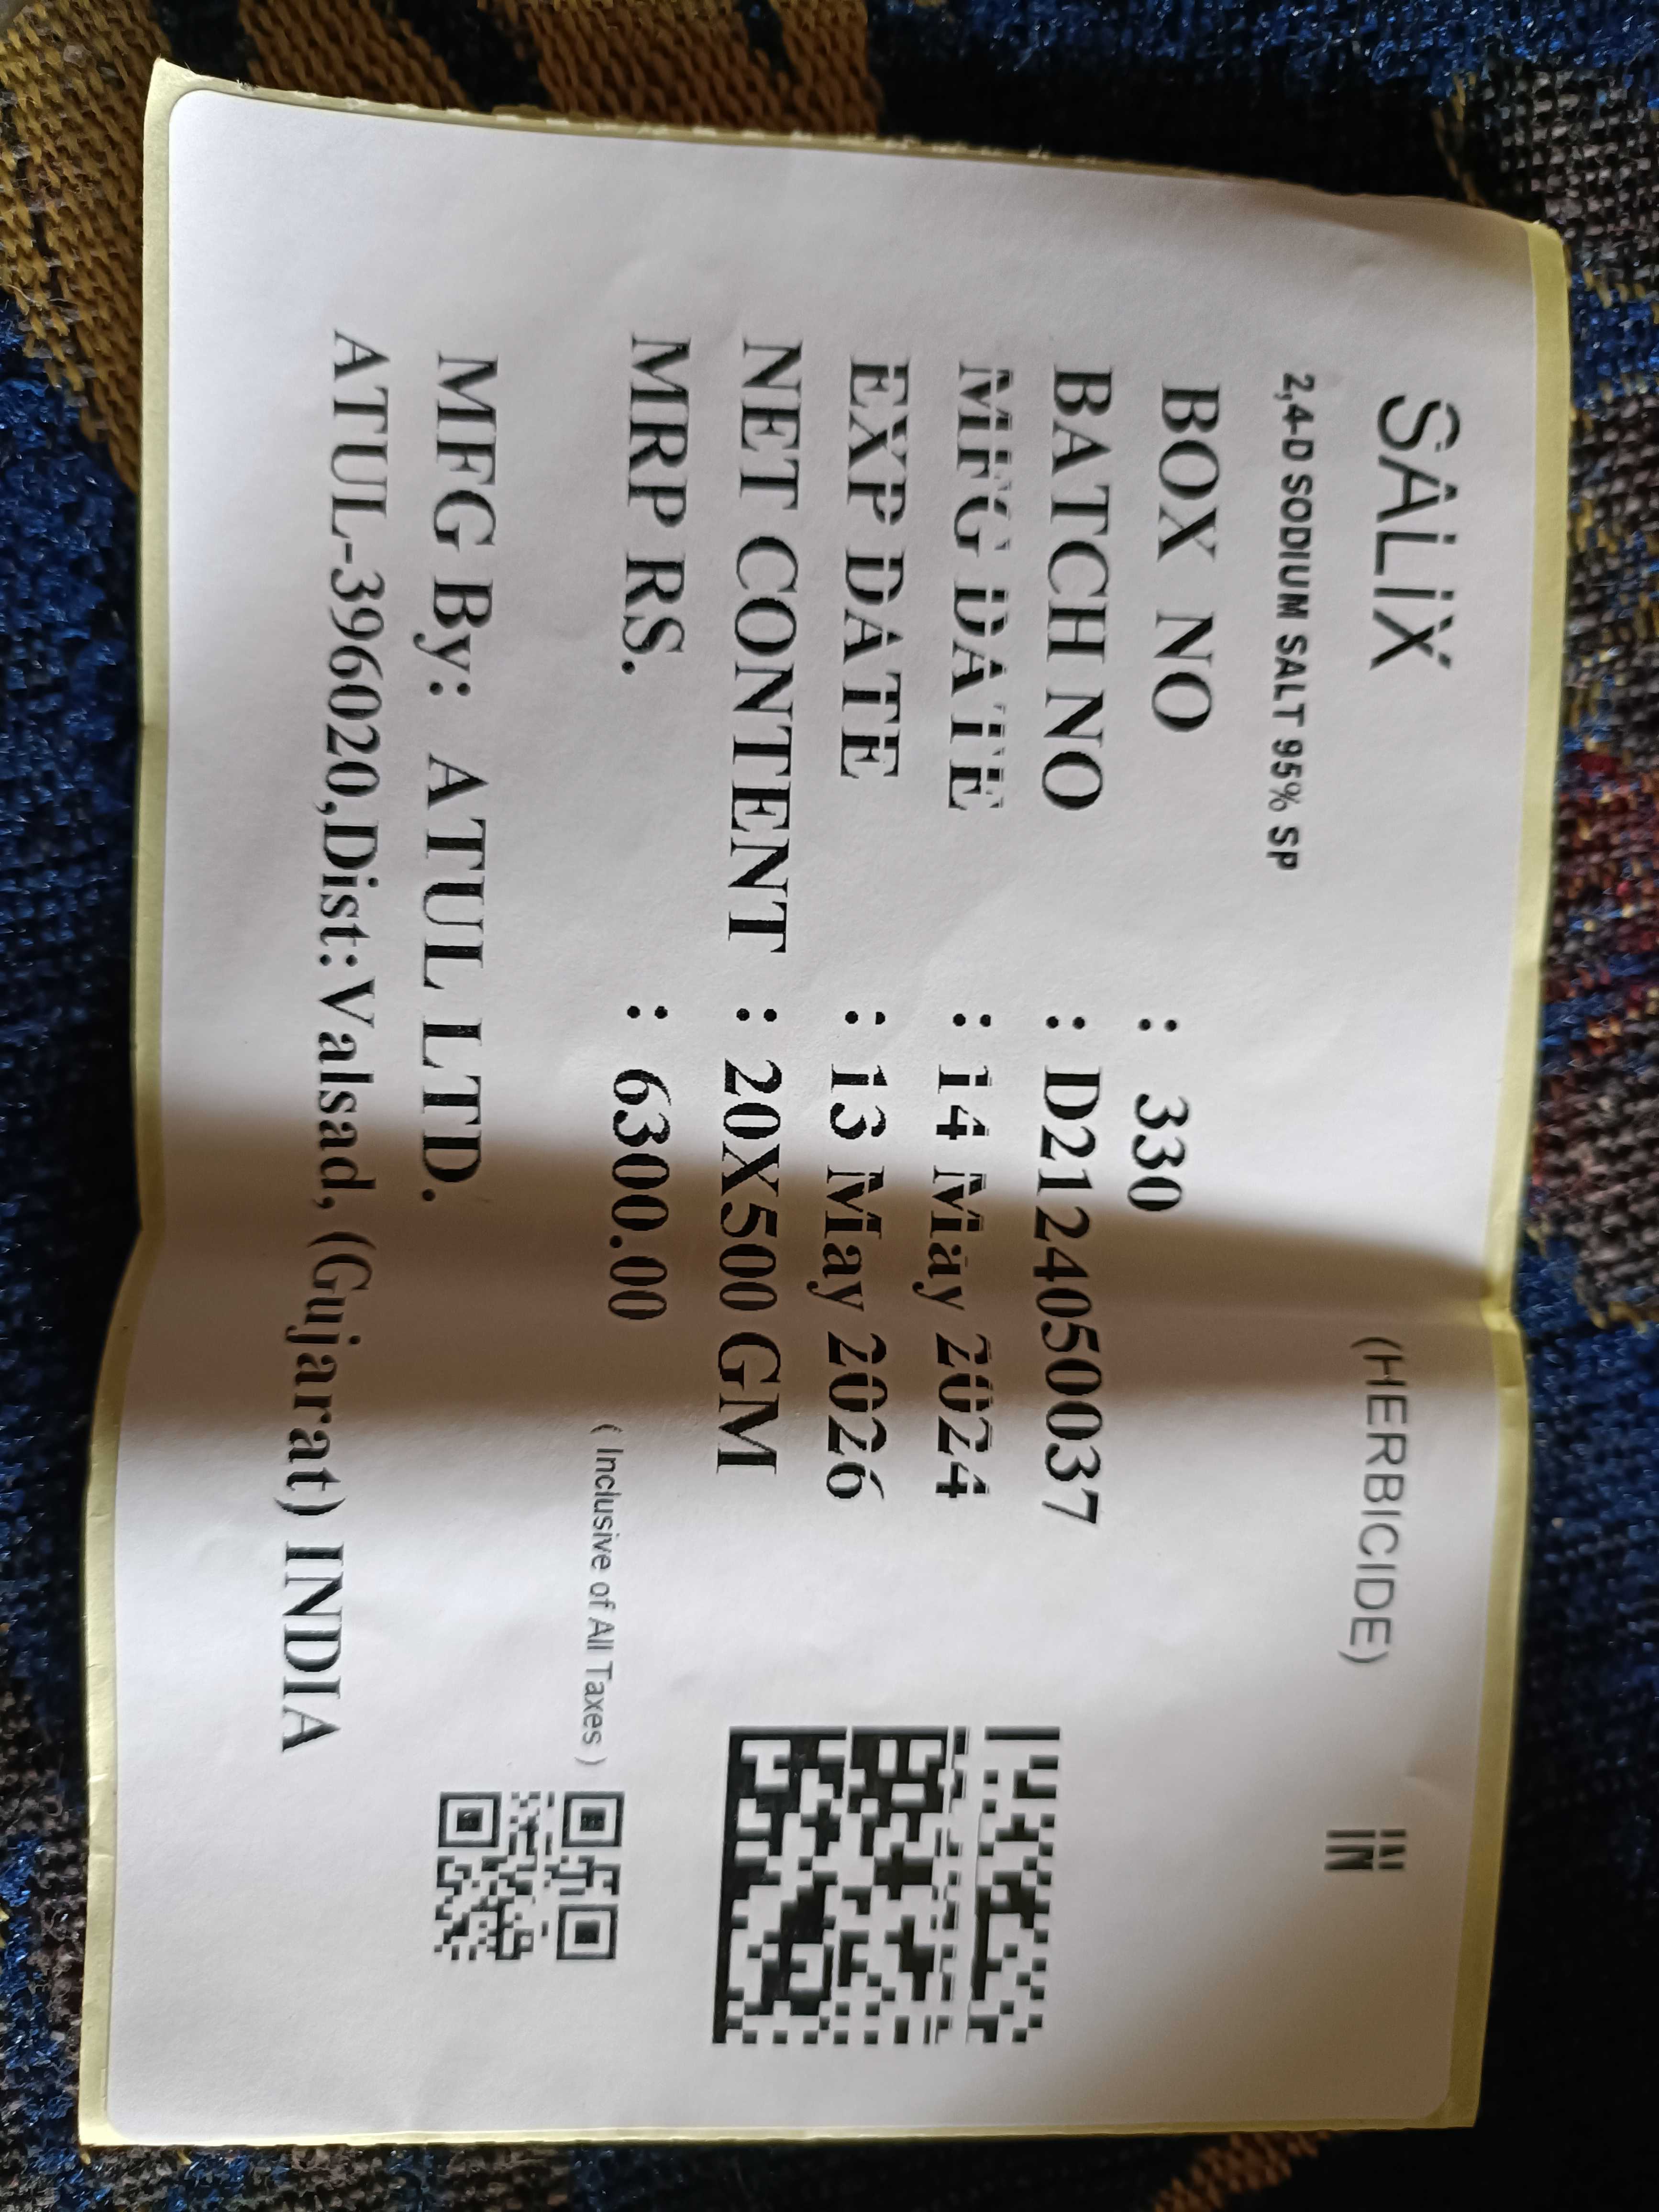 SALIX (HERBICIDE) IN
2,4-D SODIUM SALT 95% SP
BOX NO : 330
BATCH NO : D2124050037
MFG DATE : 14 May 2024
EXP DATE : 13 May 2026
NET CONTENT : 20X500 GM
MRP RS. : 6300.00 ( Inclusive of All Taxes )
MFG By: ATUL LTD.
ATUL-396020,Dist:Valsad, (Gujarat) INDIA